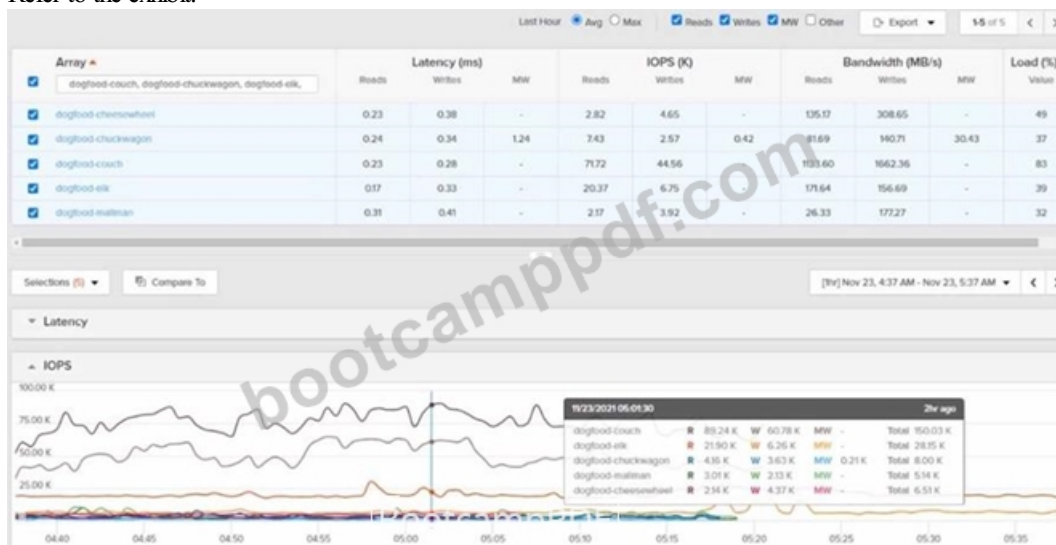 Refer to the exhibit.
Last Hour Avg Max Reads Writes MW Other Export 1-5 of 5
Array Latency (ms) IOPS (K) Bandwidth (MB/s) Load (%)
dogfood-couch, dogfood-chuckwagon, dogfood-elk, Reads Writes MW Reads Writes MW Reads Writes MW Value
dogfood-cheesewheel 0.23 0.38 - 2.82 4.65 - 135.17 308.65 - 49
dogfood-chuckwagon 0.24 0.34 1.24 7.43 2.57 0.42 81.69 140.71 30.43 37
dogfood-couch 0.23 0.28 - 71.72 44.56 - 1133.60 1662.36 - 83
dogfood-elk 0.17 0.33 - 20.37 6.75 - 171.64 156.69 - 39
dogfood-mailman 0.31 0.41 - 2.17 3.92 - 26.33 177.27 - 32
Selections (5) Compare To [1hr] Nov 23, 4:37 AM - Nov 23, 5:37 AM
Latency
IOPS
100.00 K
11/23/2021 05:01:30 2hr ago
75.00 K
dogfood-couch R 89.24 K W 60.78 K MW - Total 150.03 K
dogfood-elk R 21.90 K W 6.26 K MW - Total 28.15 K
50.00 K
dogfood-chuckwagon R 4.16 K W 3.63 K MW 0.21 K Total 8.00 K
dogfood-mailman R 3.01 K W 2.13 K MW - Total 5.14 K
25.00 K
dogfood-cheesewheel R 2.14 K W 4.37 K MW - Total 6.51 K
BootcampPDF
04:40 04:45 04:50 04:55 05:00 05:05 05:10 05:15 05:20 05:25 05:30 05:35
bootcamppdf.com